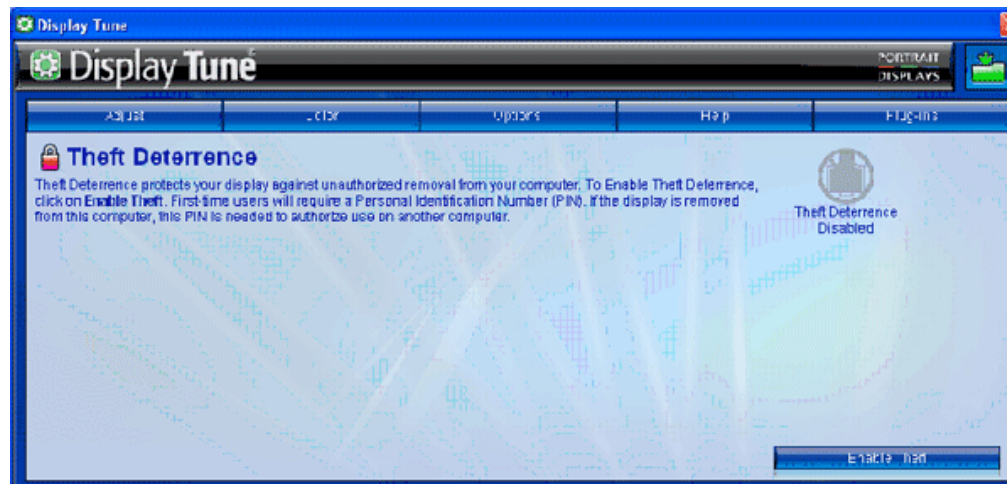 Display Tune
Display Tune
PORTRAIT
DISPLAYS
Adjust
Color
Options
Help
Plug-ins
Theft Deterrence
Theft Deterrence protects your display against unauthorized removal from your computer. To Enable Theft Deterrence,
click on Enable Theft. First-time users will require a Personal Identification Number (PIN). If the display is removed
from this computer, this PIN is needed to authorize use on another computer.
Theft Deterrence
Disabled
Enable Theft